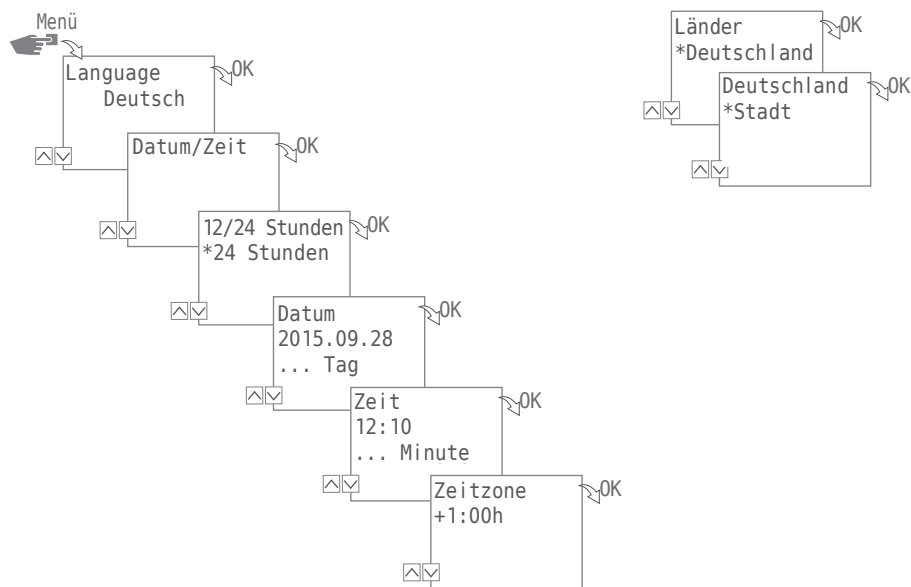 Menü
Language
Deutsch
OK
Datum/Zeit
OK
12/24 Stunden
*24 Stunden
OK
Datum
2015.09.28
... Tag
OK
Zeit
12:10
... Minute
OK
Zeitzone
+1:00h
OK
Länder
*Deutschland
OK
Deutschland
*Stadt
OK